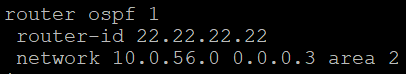 router ospf 1
router-id 22.22.22.22
network 10.0.56.0 0.0.0.3 area 2